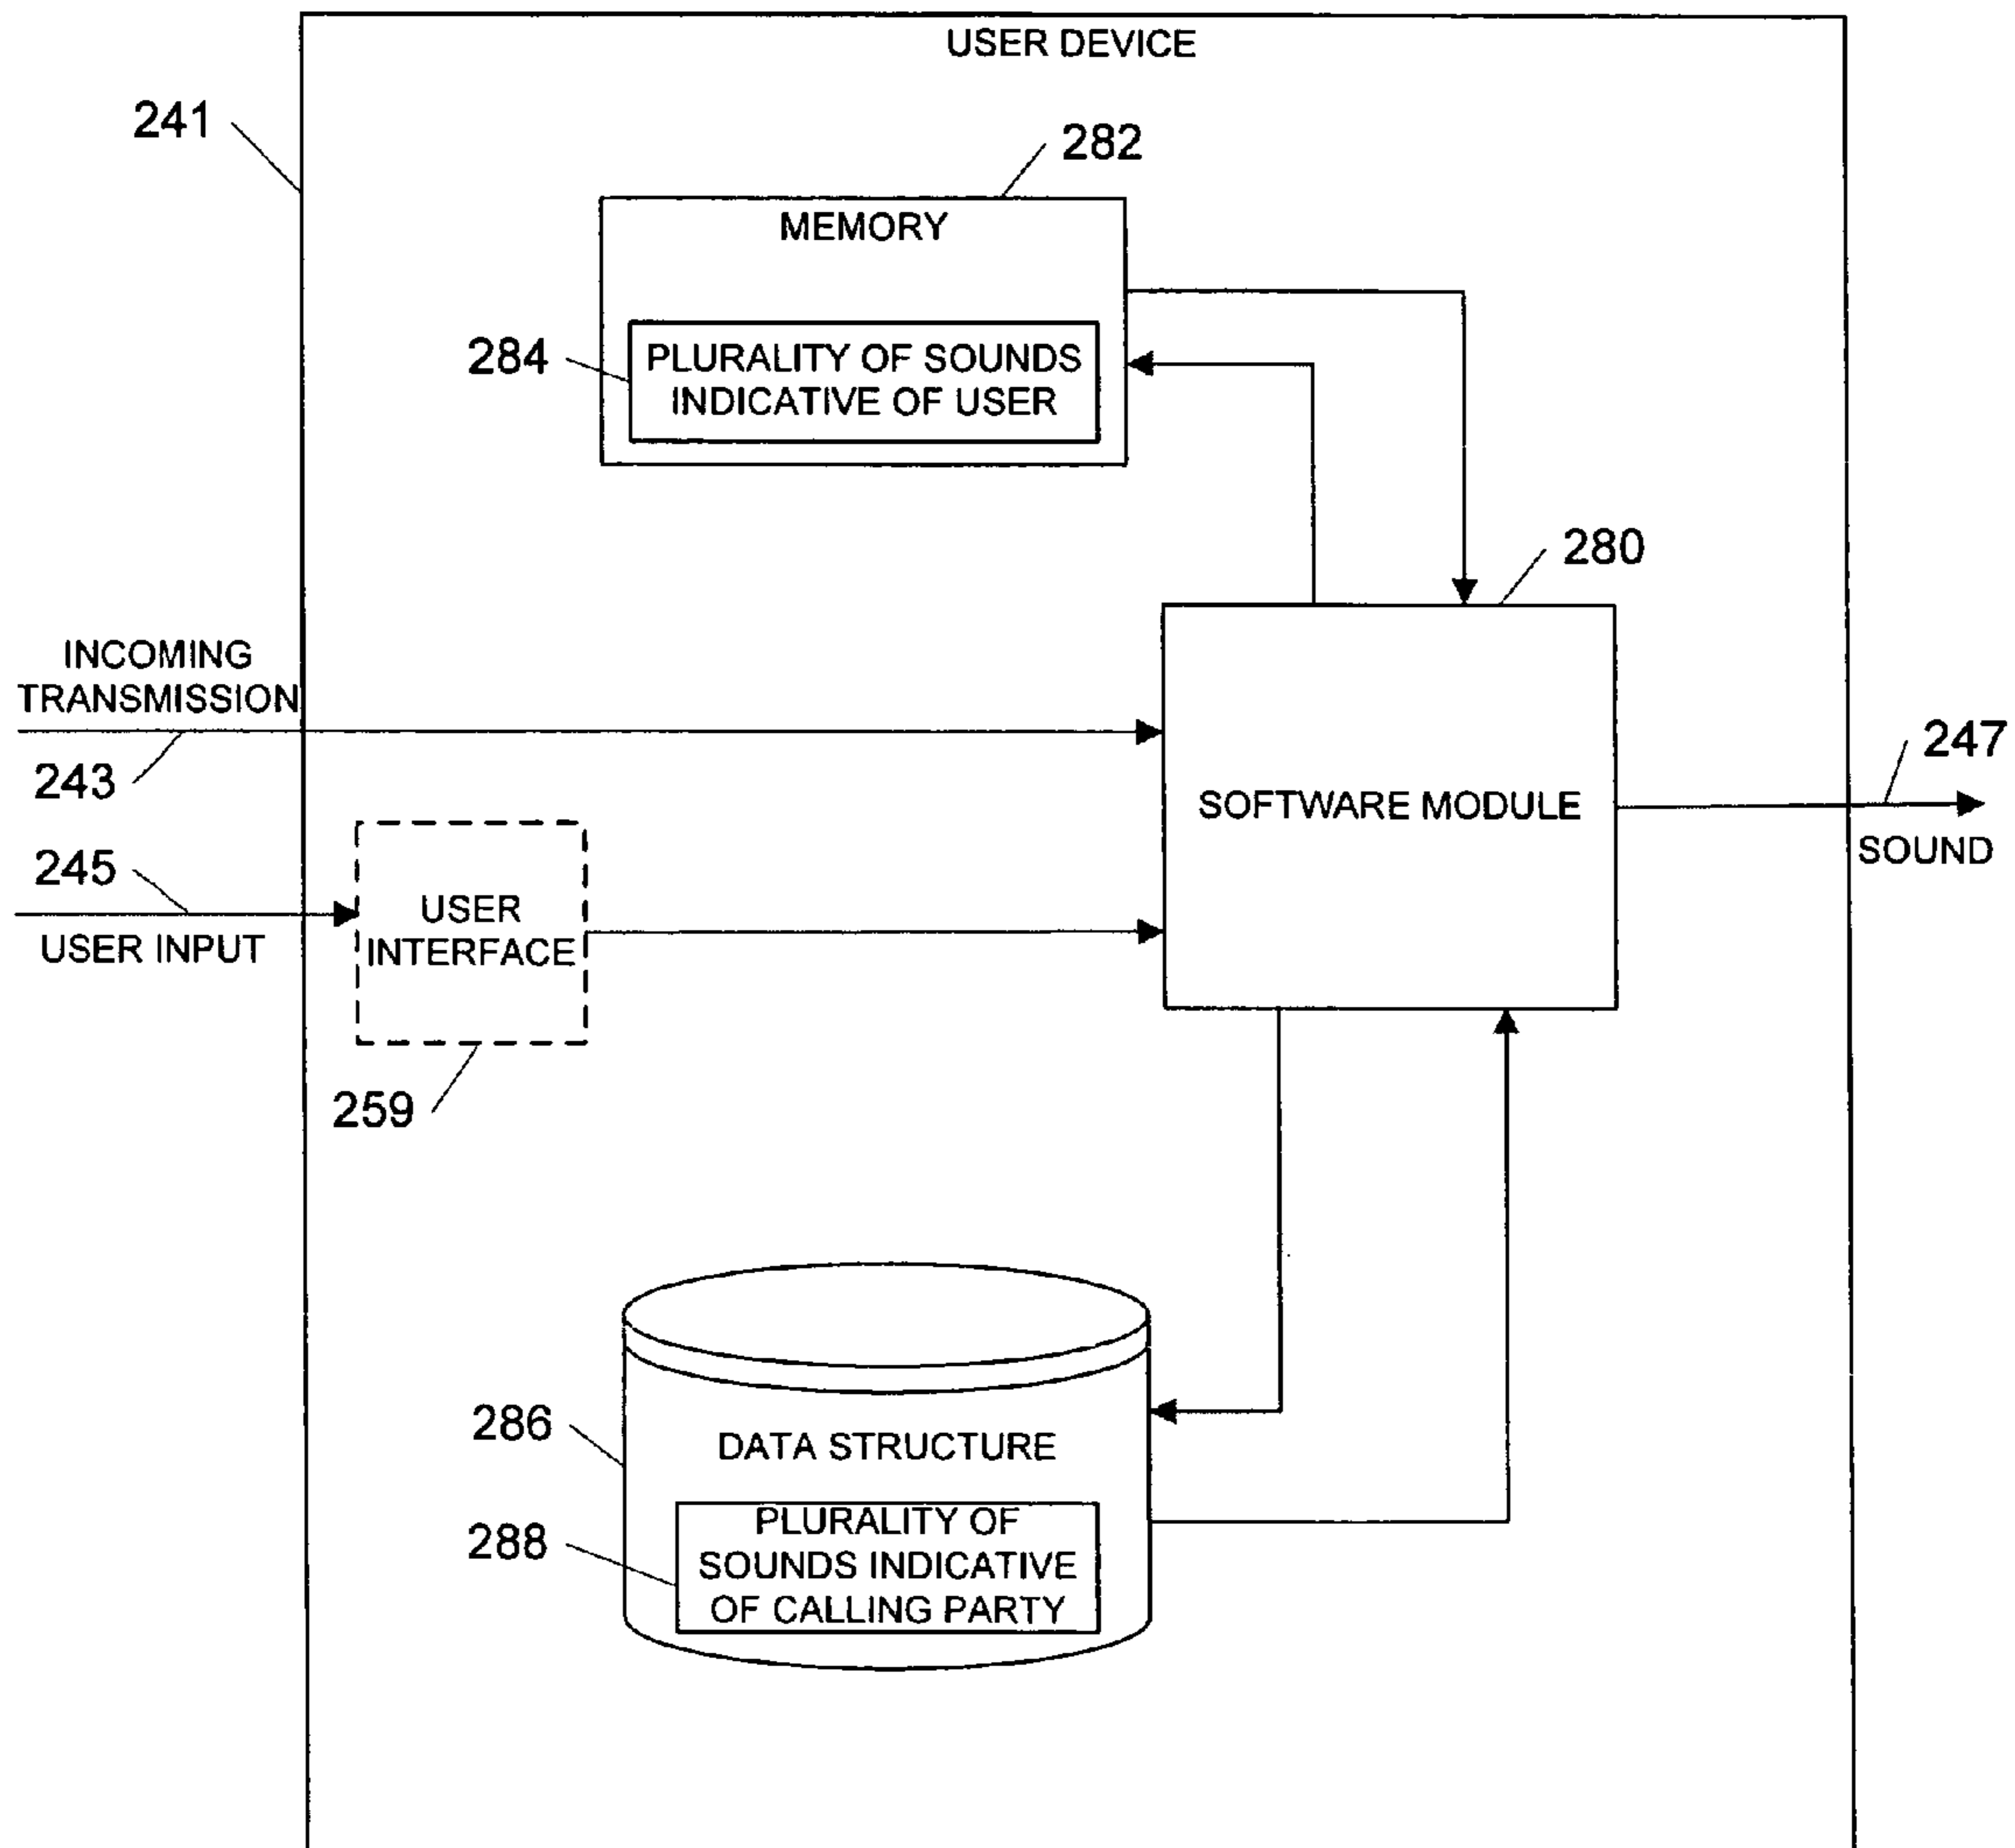 USER DEVICE
241
282
MEMORY
284
PLURALITY OF SOUNDS
INDICATIVE OF USER
280
INCOMING
TRANSMISSION
243
SOFTWARE MODULE
247
SOUND
245
USER INPUT
USER
INTERFACE
259
286
DATA STRUCTURE
288
PLURALITY OF
SOUNDS INDICATIVE
OF CALLING PARTY